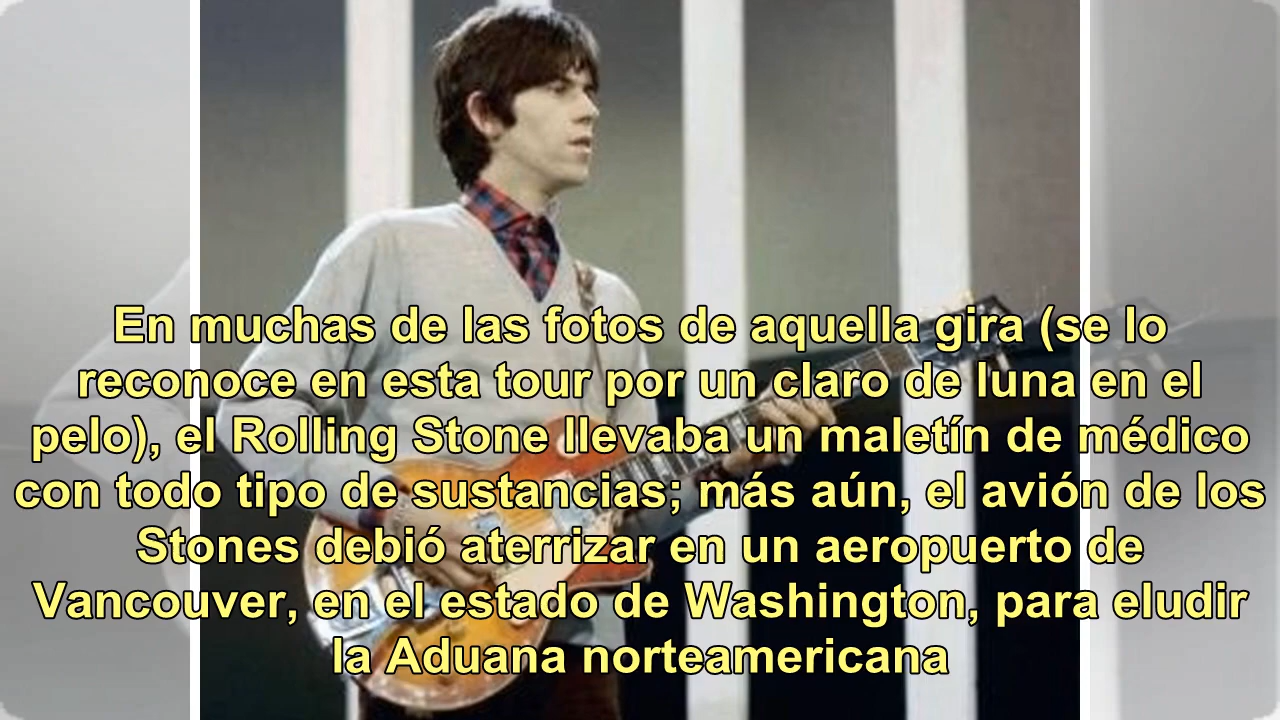 En muchas de las fotos de aquella gira (se lo
reconoce en esta tour por un claro de luna en el
pelo), el Rolling Stone llevaba un maletín de médico
con todo tipo de sustancias; más aún, el avión de los
Stones debió aterrizar en un aeropuerto de
Vancouver, en el estado de Washington, para eludir
la Aduana norteamericana